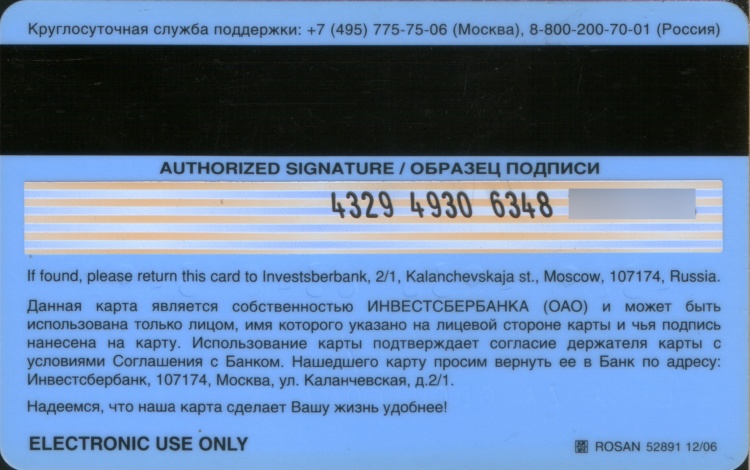 Круглосуточная служба поддержки: +7 (495) 775-75-06 (Москва), 8-800-200-70-01 (Россия)
AUTHORIZED SIGNATURE / ОБРАЗЕЦ ПОДПИСИ
4329 4930 6348
If found, please return this card to Investsberbank, 2/1, Kalanchevskaja st., Moscow, 107174, Russia.
Данная карта является собственностью ИНВЕСТСБЕРБАНКА (ОАО) и может быть
использована только лицом, имя которого указано на лицевой стороне карты и чья подпись
нанесена на карту. Использование карты подтверждает согласие держателя карты с
условиями Соглашения с Банком. Нашедшего карту просим вернуть ее в Банк по адресу:
Инвестсбербанк, 107174, Москва, ул. Каланчевская, д.2/1.
Надеемся, что наша карта сделает Вашу жизнь удобнее!
ELECTRONIC USE ONLY
ROSAN 52891 12/06